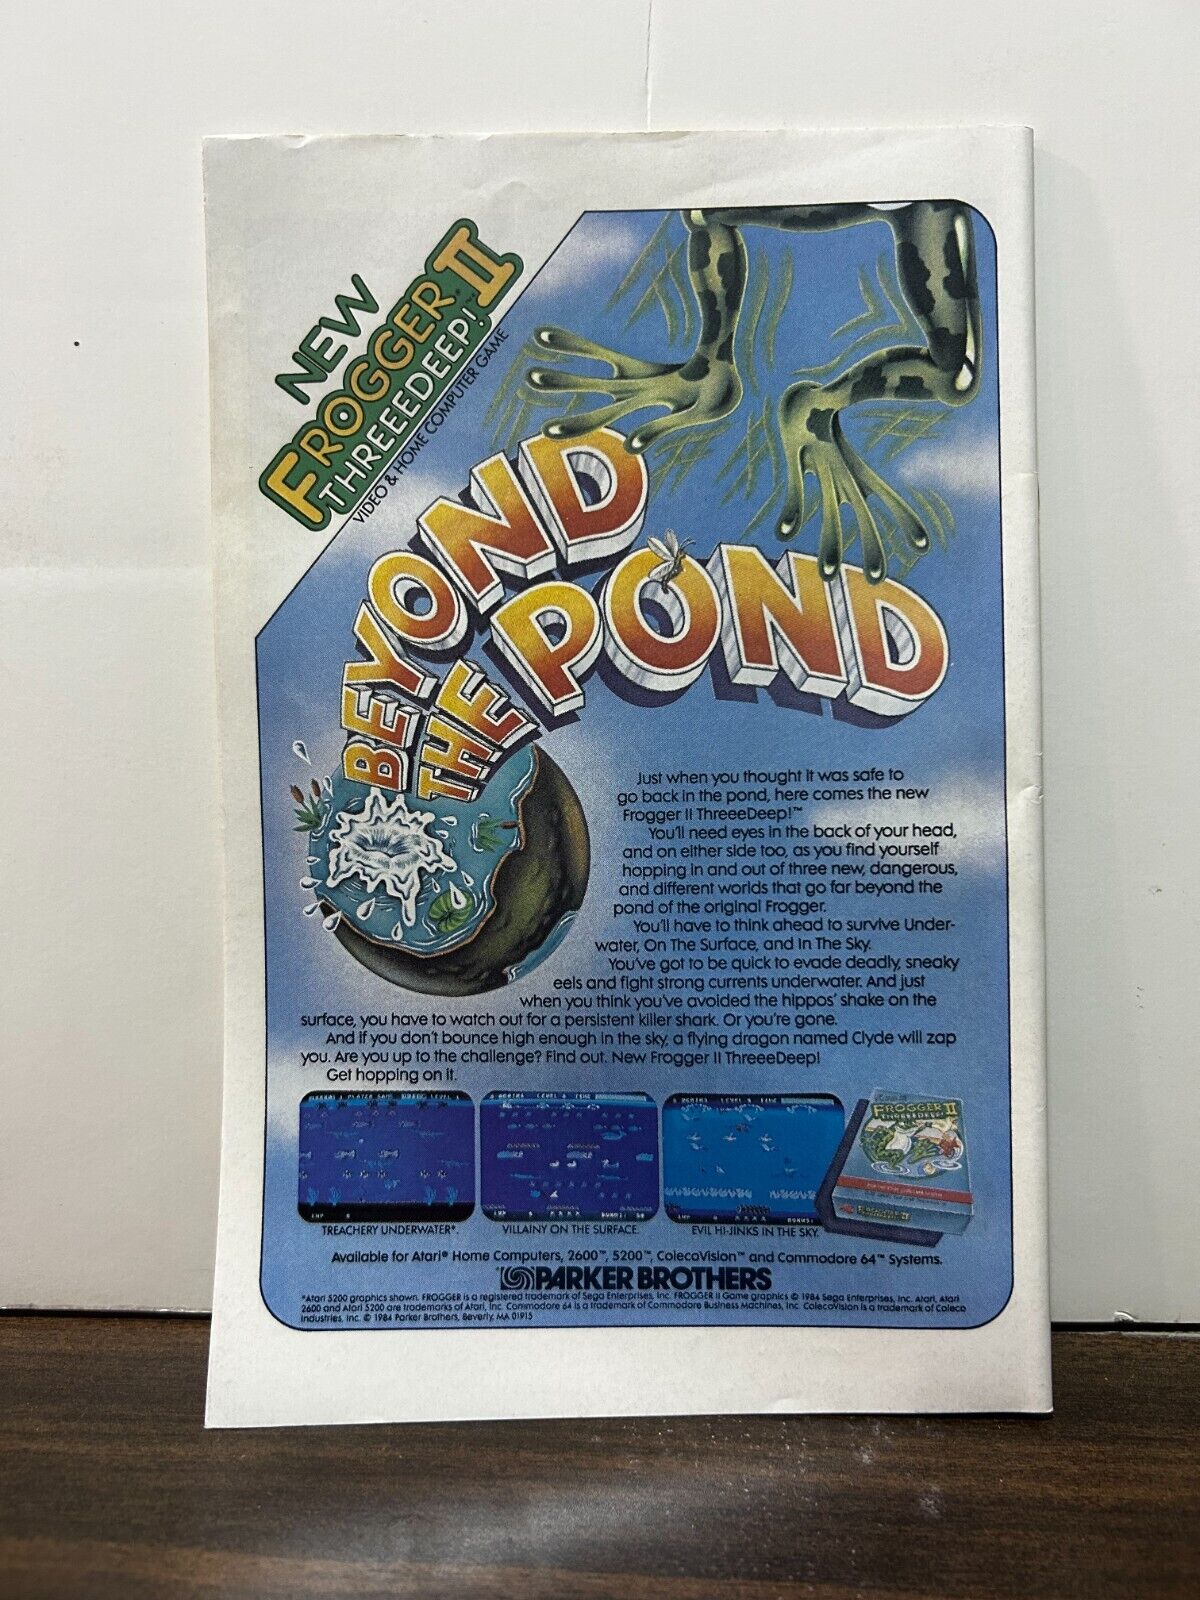 NEW
FROGGER II
THREEEDEEP!™
VIDEO & HOME COMPUTER GAME
BEYOND
THE POND
Just when you thought it was safe to
go back in the pond, here comes the new
Frogger II ThreeeDeep!™
You'll need eyes in the back of your head,
and on either side too, as you find yourself
hopping in and out of three new, dangerous,
and different worlds that go far beyond the
pond of the original Frogger.
You'll have to think ahead to survive Under-
water, On The Surface, and In The Sky.
You've got to be quick to evade deadly, sneaky
eels and fight strong currents underwater. And just
when you think you've avoided the hippos' shake on the
surface, you have to watch out for a persistent killer shark. Or you're gone.
And if you don't bounce high enough in the sky, a flying dragon named Clyde will zap
you. Are you up to the challenge? Find out. New Frogger II ThreeeDeep!
Get hopping on it.
FROGGER II
THREEEDEEP!
TREACHERY UNDERWATER*.
VILLAINY ON THE SURFACE.
EVIL HI-JINKS IN THE SKY.
Available for Atari® Home Computers, 2600™, 5200™, ColecoVision™ and Commodore 64™ Systems.
PARKER BROTHERS
*Atari 5200 graphics shown. FROGGER is a registered trademark of Sega Enterprises, Inc. FROGGER II Game graphics © 1984 Sega Enterprises, Inc. Atari, Atari
2600 and Atari 5200 are trademarks of Atari, Inc. Commodore 64 is a trademark of Commodore Business Machines, Inc. ColecoVision is a trademark of Coleco
Industries, Inc. © 1984 Parker Brothers, Beverly, MA 01915